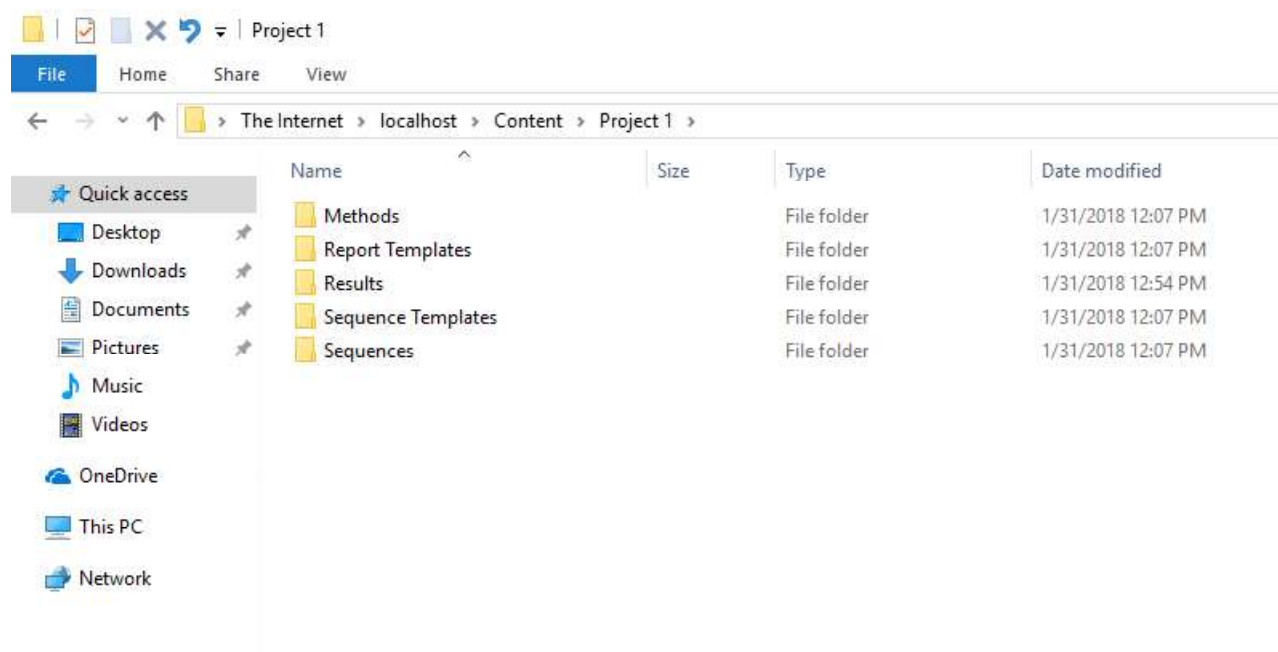 Project 1
File Home Share View
The Internet > localhost > Content > Project 1 >
Name Size Type Date modified
Quick access
Desktop
Downloads
Documents
Pictures
Music
Videos
OneDrive
This PC
Network
Methods File folder 1/31/2018 12:07 PM
Report Templates File folder 1/31/2018 12:07 PM
Results File folder 1/31/2018 12:54 PM
Sequence Templates File folder 1/31/2018 12:07 PM
Sequences File folder 1/31/2018 12:07 PM